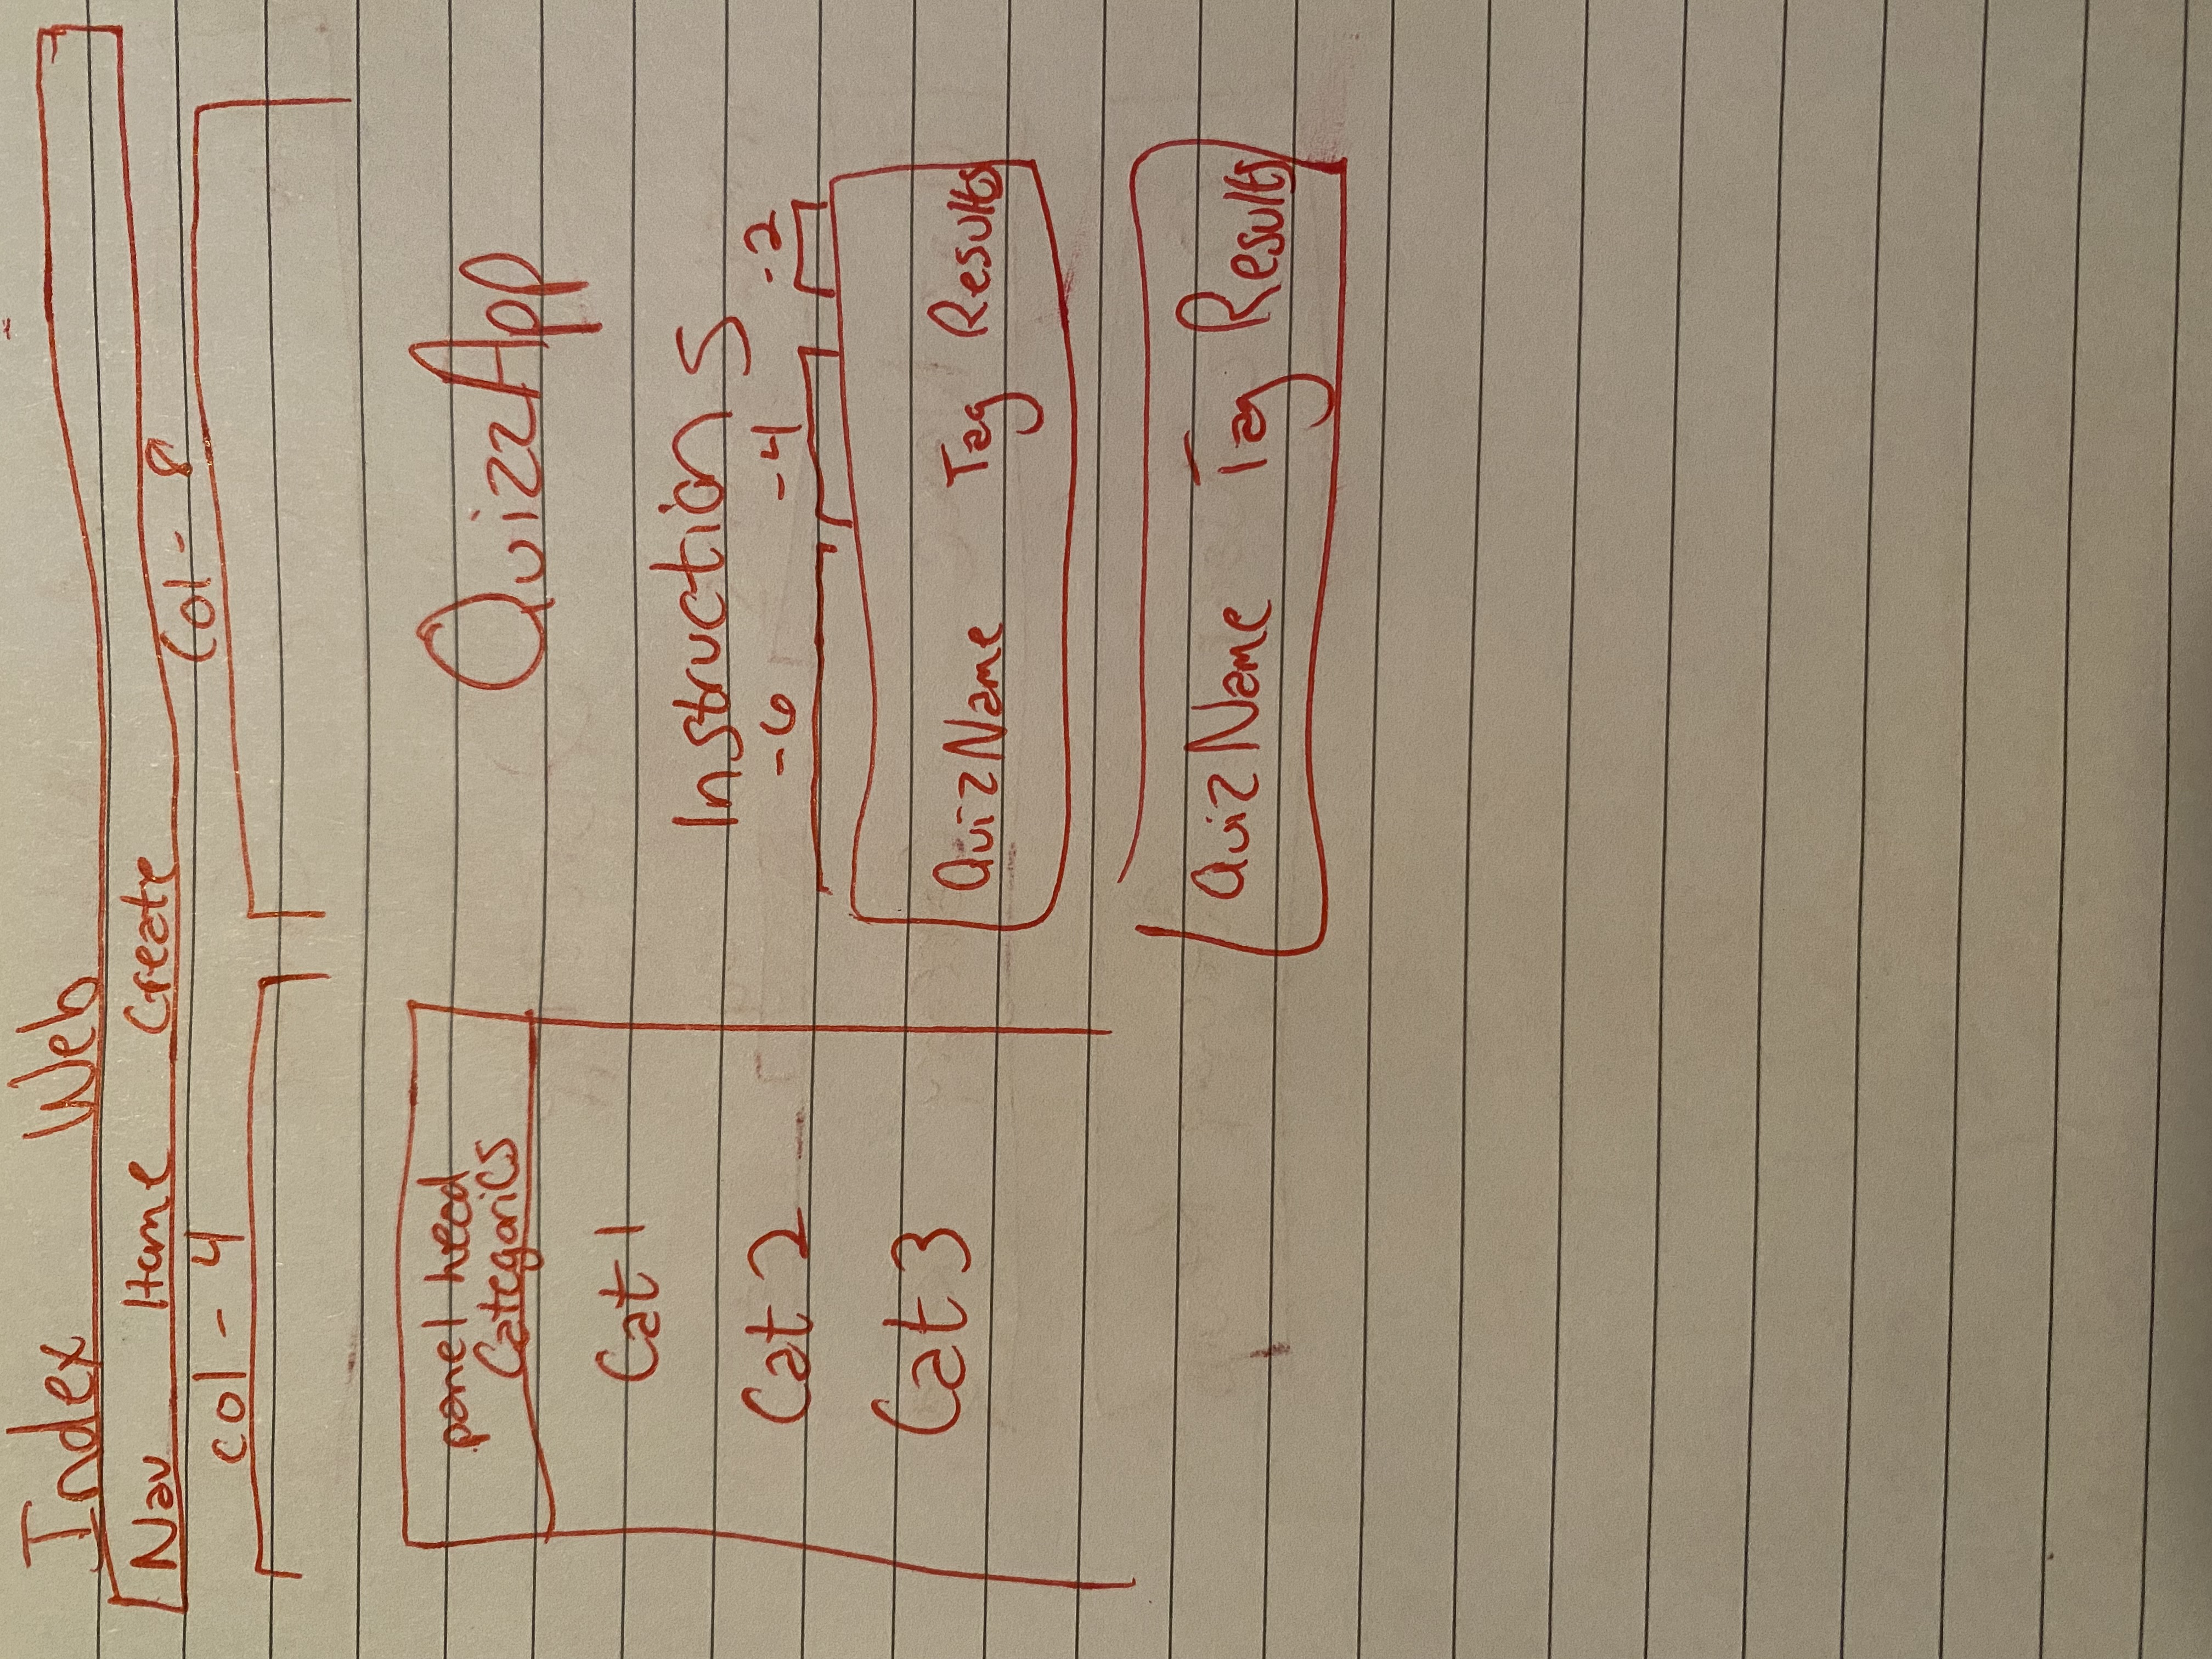 Index Web
Nav Home Create
col - 4
Col - 8
panel head
Categories
Cat 1
Cat 2
Cat 3
QuizzApp
Instructions
-6 -4 -2
QuizName Tag Results
QuizName Tag Results